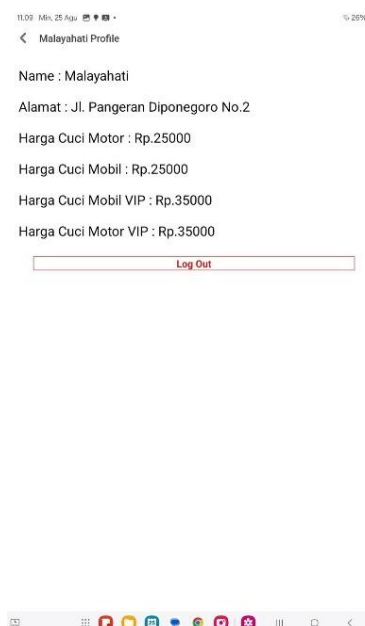 11.09 Min, 25 Agu
26%
Malayahati Profile
Name : Malayahati
Alamat : Jl. Pangeran Diponegoro No.2
Harga Cuci Motor : Rp.25000
Harga Cuci Mobil : Rp.25000
Harga Cuci Mobil VIP : Rp.35000
Harga Cuci Motor VIP : Rp.35000
Log Out